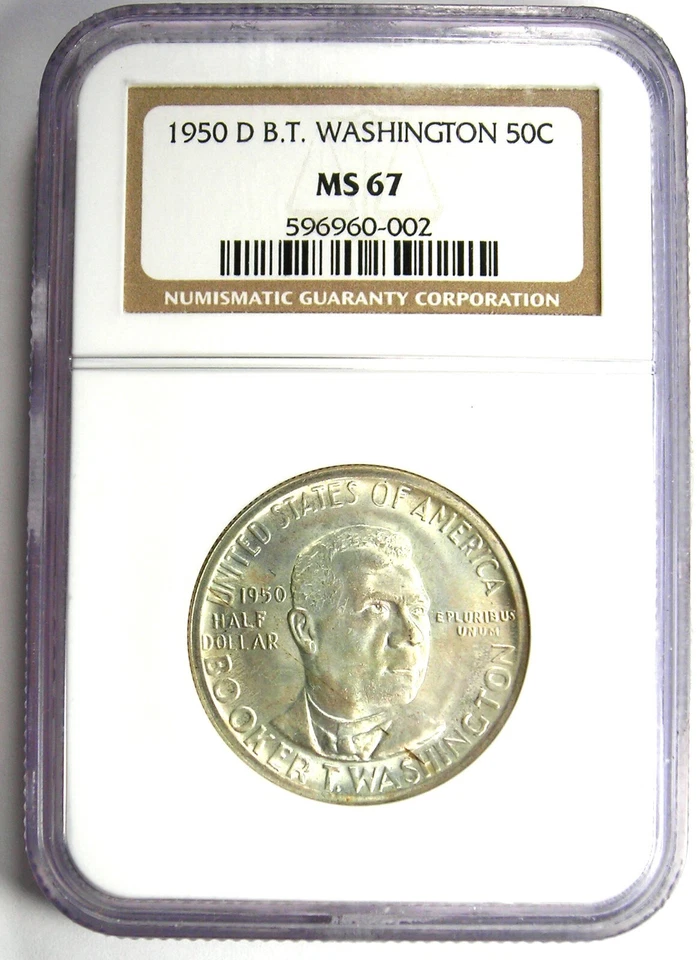 1950 D B.T. WASHINGTON 50C
MS 67
596960-002
NUMISMATIC GUARANTY CORPORATION
UNITED STATES OF AMERICA
1950
HALF
DOLLAR
E PLURIBUS
UNUM
BOOKER T. WASHINGTON